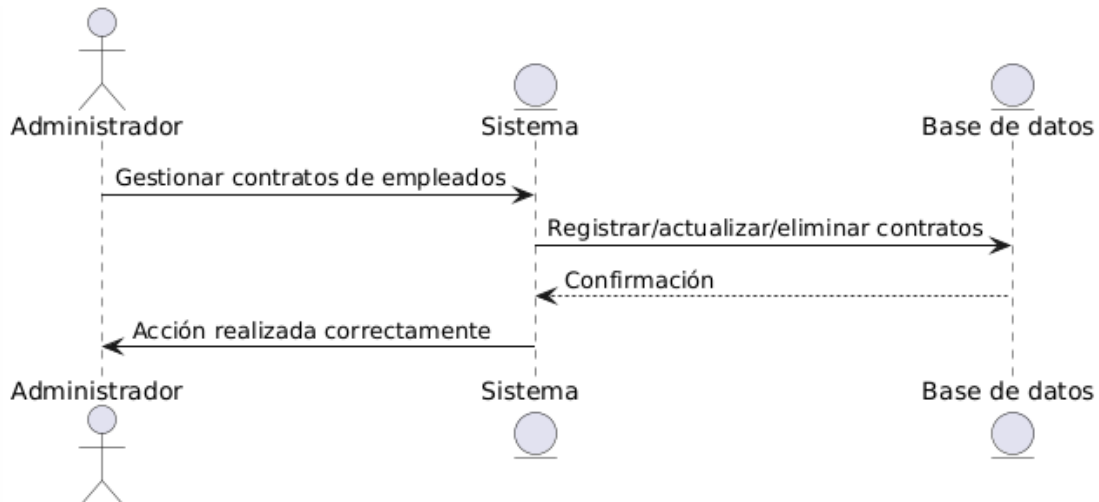 Administrador
Sistema
Base de datos
Gestionar contratos de empleados
Registrar/actualizar/eliminar contratos
Confirmación
Acción realizada correctamente
Administrador
Sistema
Base de datos